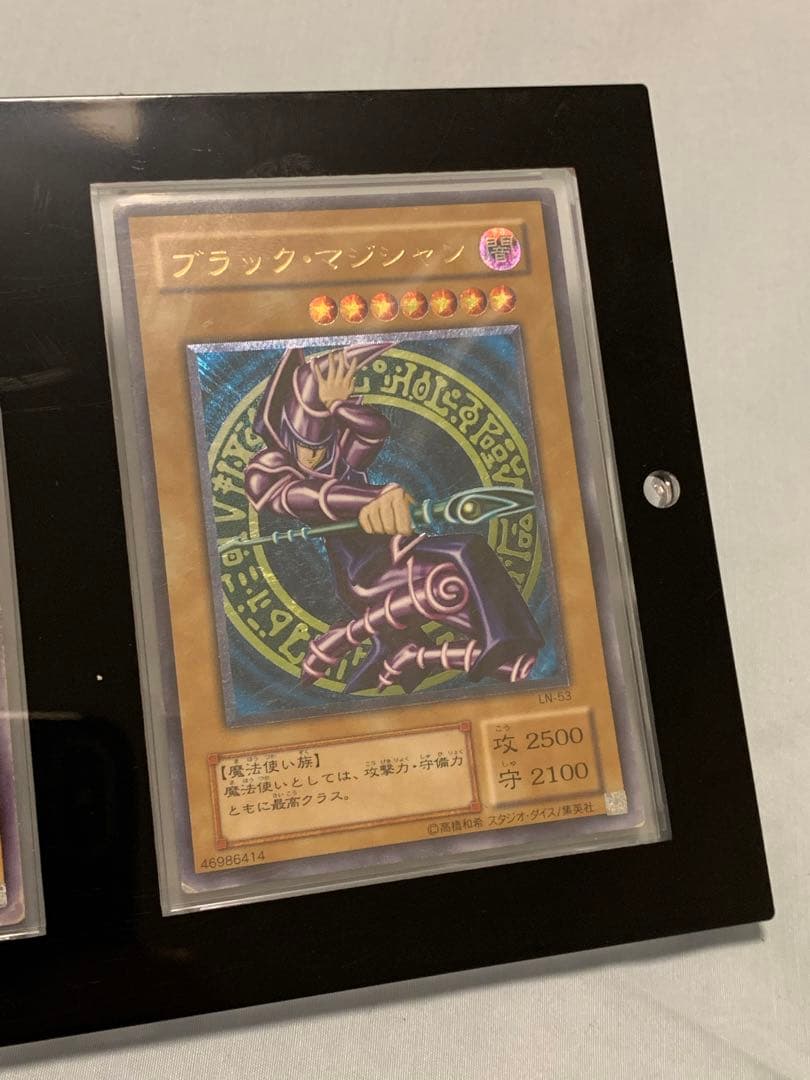 ブラック・マジシャン
闇
LN-53
【魔法使い族】
魔法使いとしては、攻撃力・守備力
ともに最高クラス。
攻 2500
守 2100
46986414
©高橋和希 スタジオ・ダイス/集英社